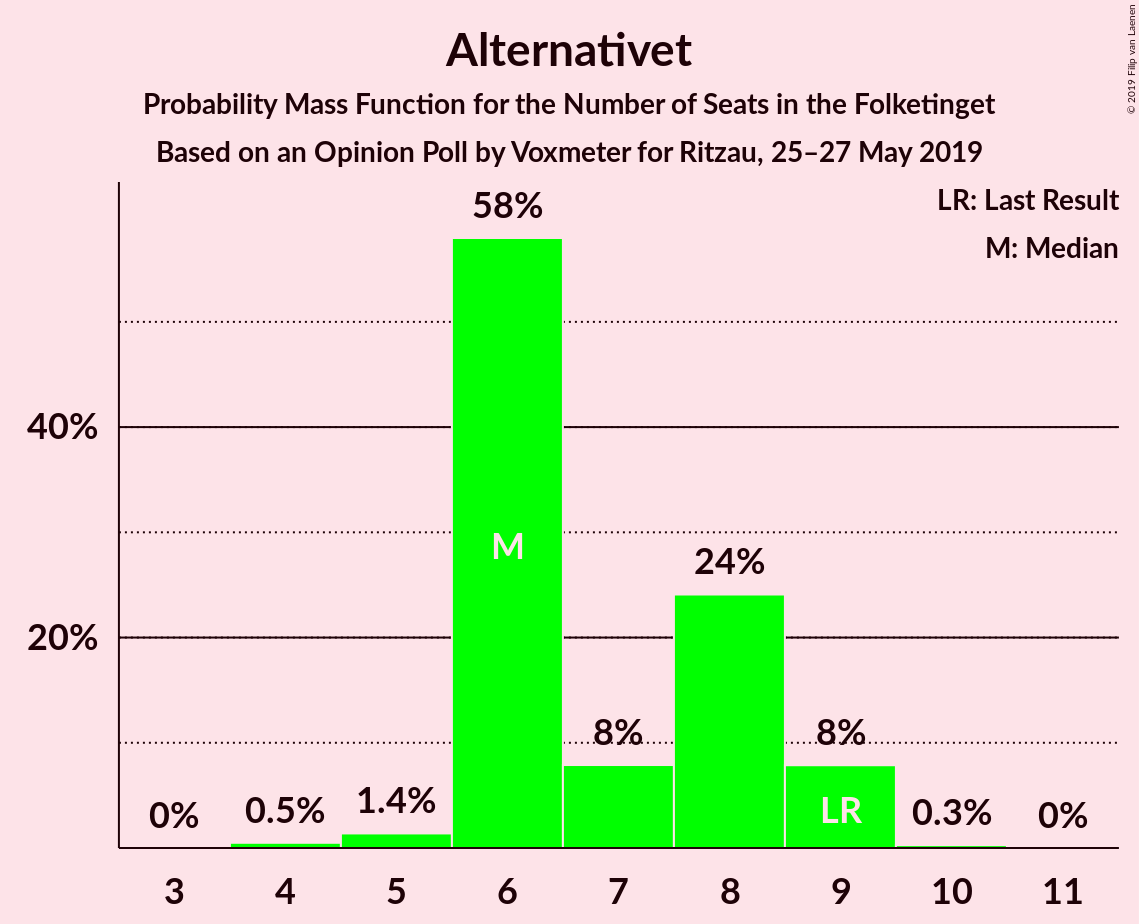 Alternativet
Probability Mass Function for the Number of Seats in the Folketinget
Based on an Opinion Poll by Voxmeter for Ritzau, 25–27 May 2019
© 2019 Filip van Laenen
LR: Last Result
M: Median
58%
40%
M
24%
20%
8%
8%
0%
0.5%
1.4%
LR
0.3%
0%
3 4 5 6 7 8 9 10 11